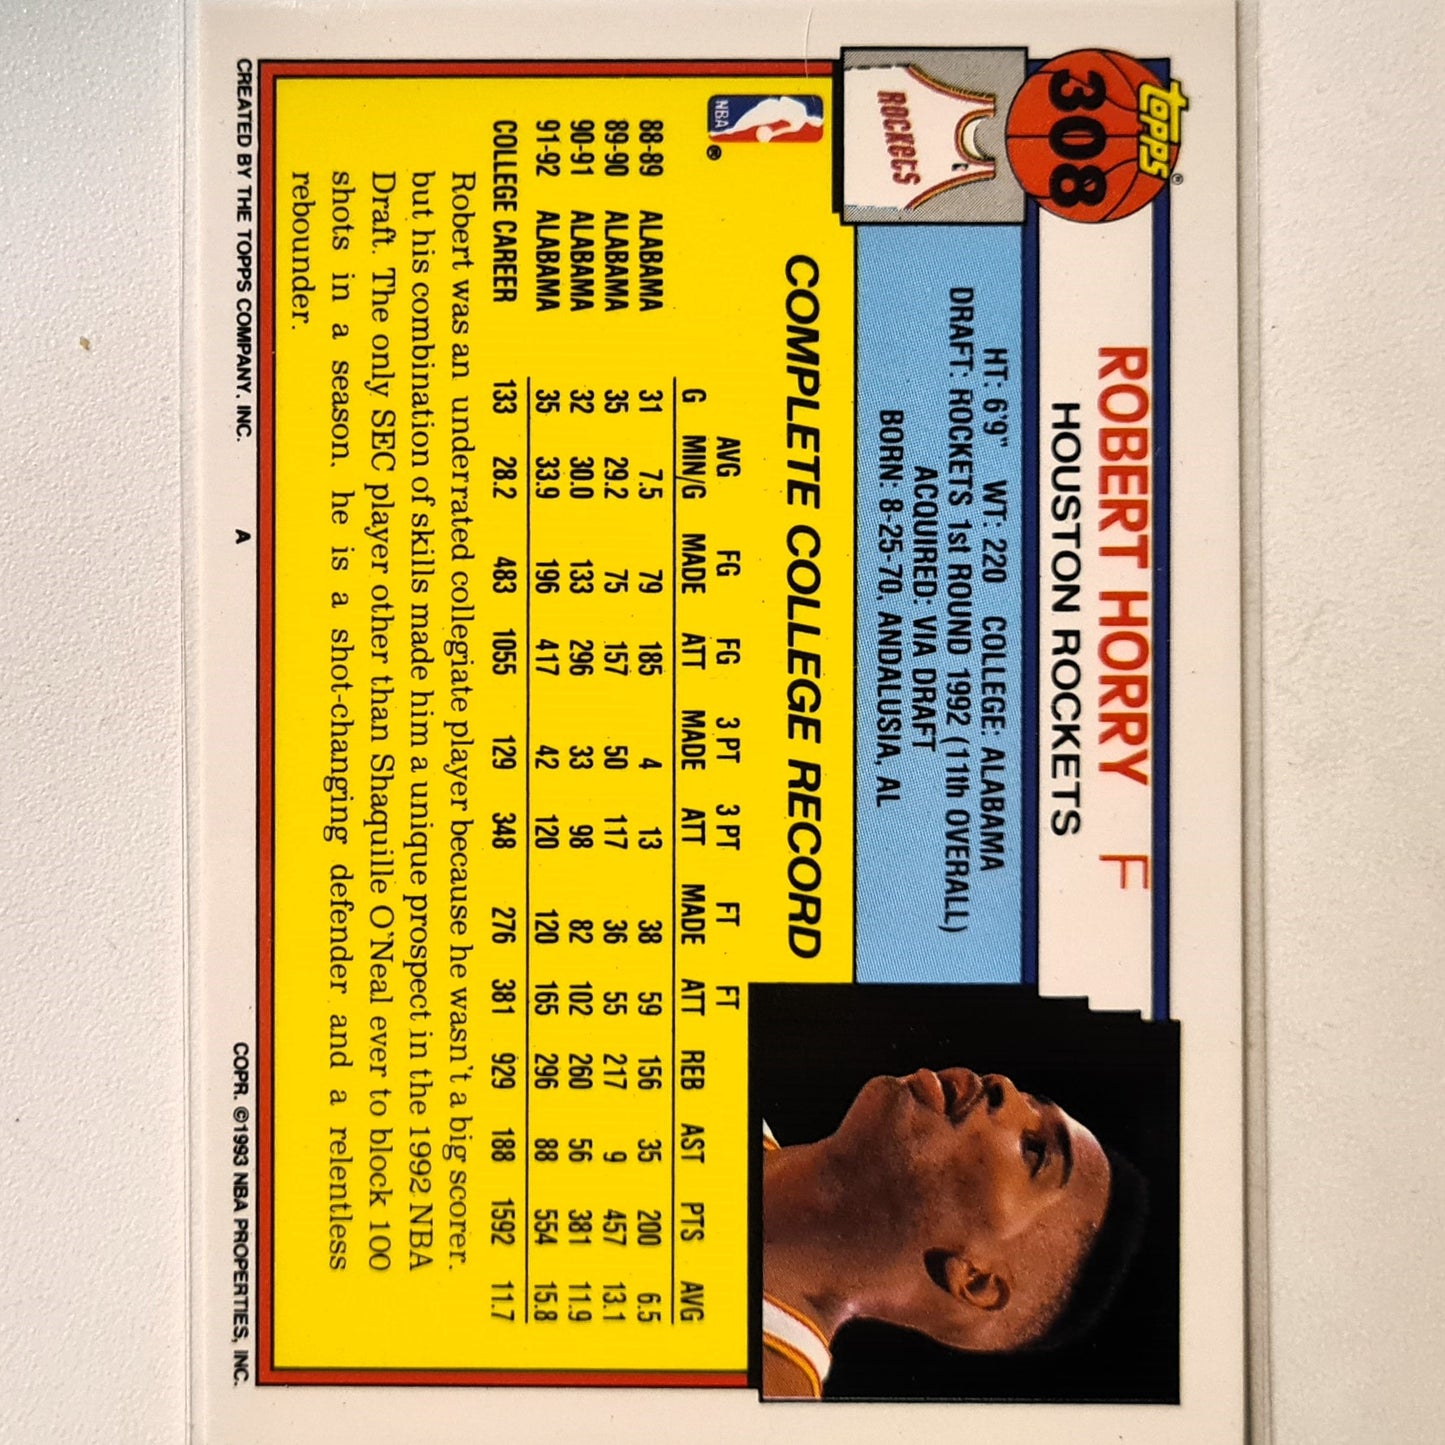 topps®
308
ROBERT HORRY F
HOUSTON ROCKETS
ROCKETS
HT: 6'9" WT: 220 COLLEGE: ALABAMA
DRAFT: ROCKETS 1st ROUND 1992 (11th OVERALL)
ACQUIRED: VIA DRAFT
BORN: 8-25-70, ANDALUSIA, AL
NBA ®
COMPLETE COLLEGE RECORD
AVG FG FG 3 PT 3 PT FT FT
G MIN/G MADE ATT MADE ATT MADE ATT REB AST PTS AVG
88-89 ALABAMA 31 7.5 79 185 4 13 38 59 156 35 200 6.5
89-90 ALABAMA 35 29.2 75 157 50 117 36 55 217 9 457 13.1
90-91 ALABAMA 32 30.0 133 296 33 98 82 102 260 56 381 11.9
91-92 ALABAMA 35 33.9 196 417 42 120 120 165 296 88 554 15.8
COLLEGE CAREER 133 28.2 483 1055 129 348 276 381 929 188 1592 11.7
Robert was an underrated collegiate player because he wasn't a big scorer,
but his combination of skills made him a unique prospect in the 1992 NBA
Draft. The only SEC player other than Shaquille O'Neal ever to block 100
shots in a season, he is a shot-changing defender and a relentless
rebounder.
CREATED BY THE TOPPS COMPANY, INC. A COPR. ©1993 NBA PROPERTIES, INC.